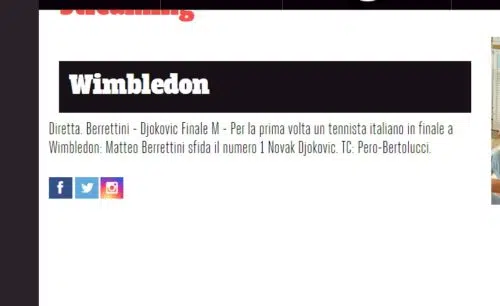 Streaming
Wimbledon
Diretta. Berrettini - Djokovic Finale M - Per la prima volta un tennista italiano in finale a
Wimbledon: Matteo Berrettini sfida il numero 1 Novak Djokovic. TC: Pero-Bertolucci.